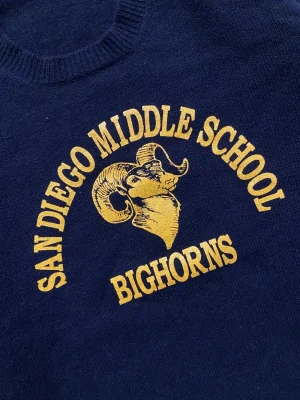 SAN DIEGO MIDDLE SCHOOL
BIGHORNS